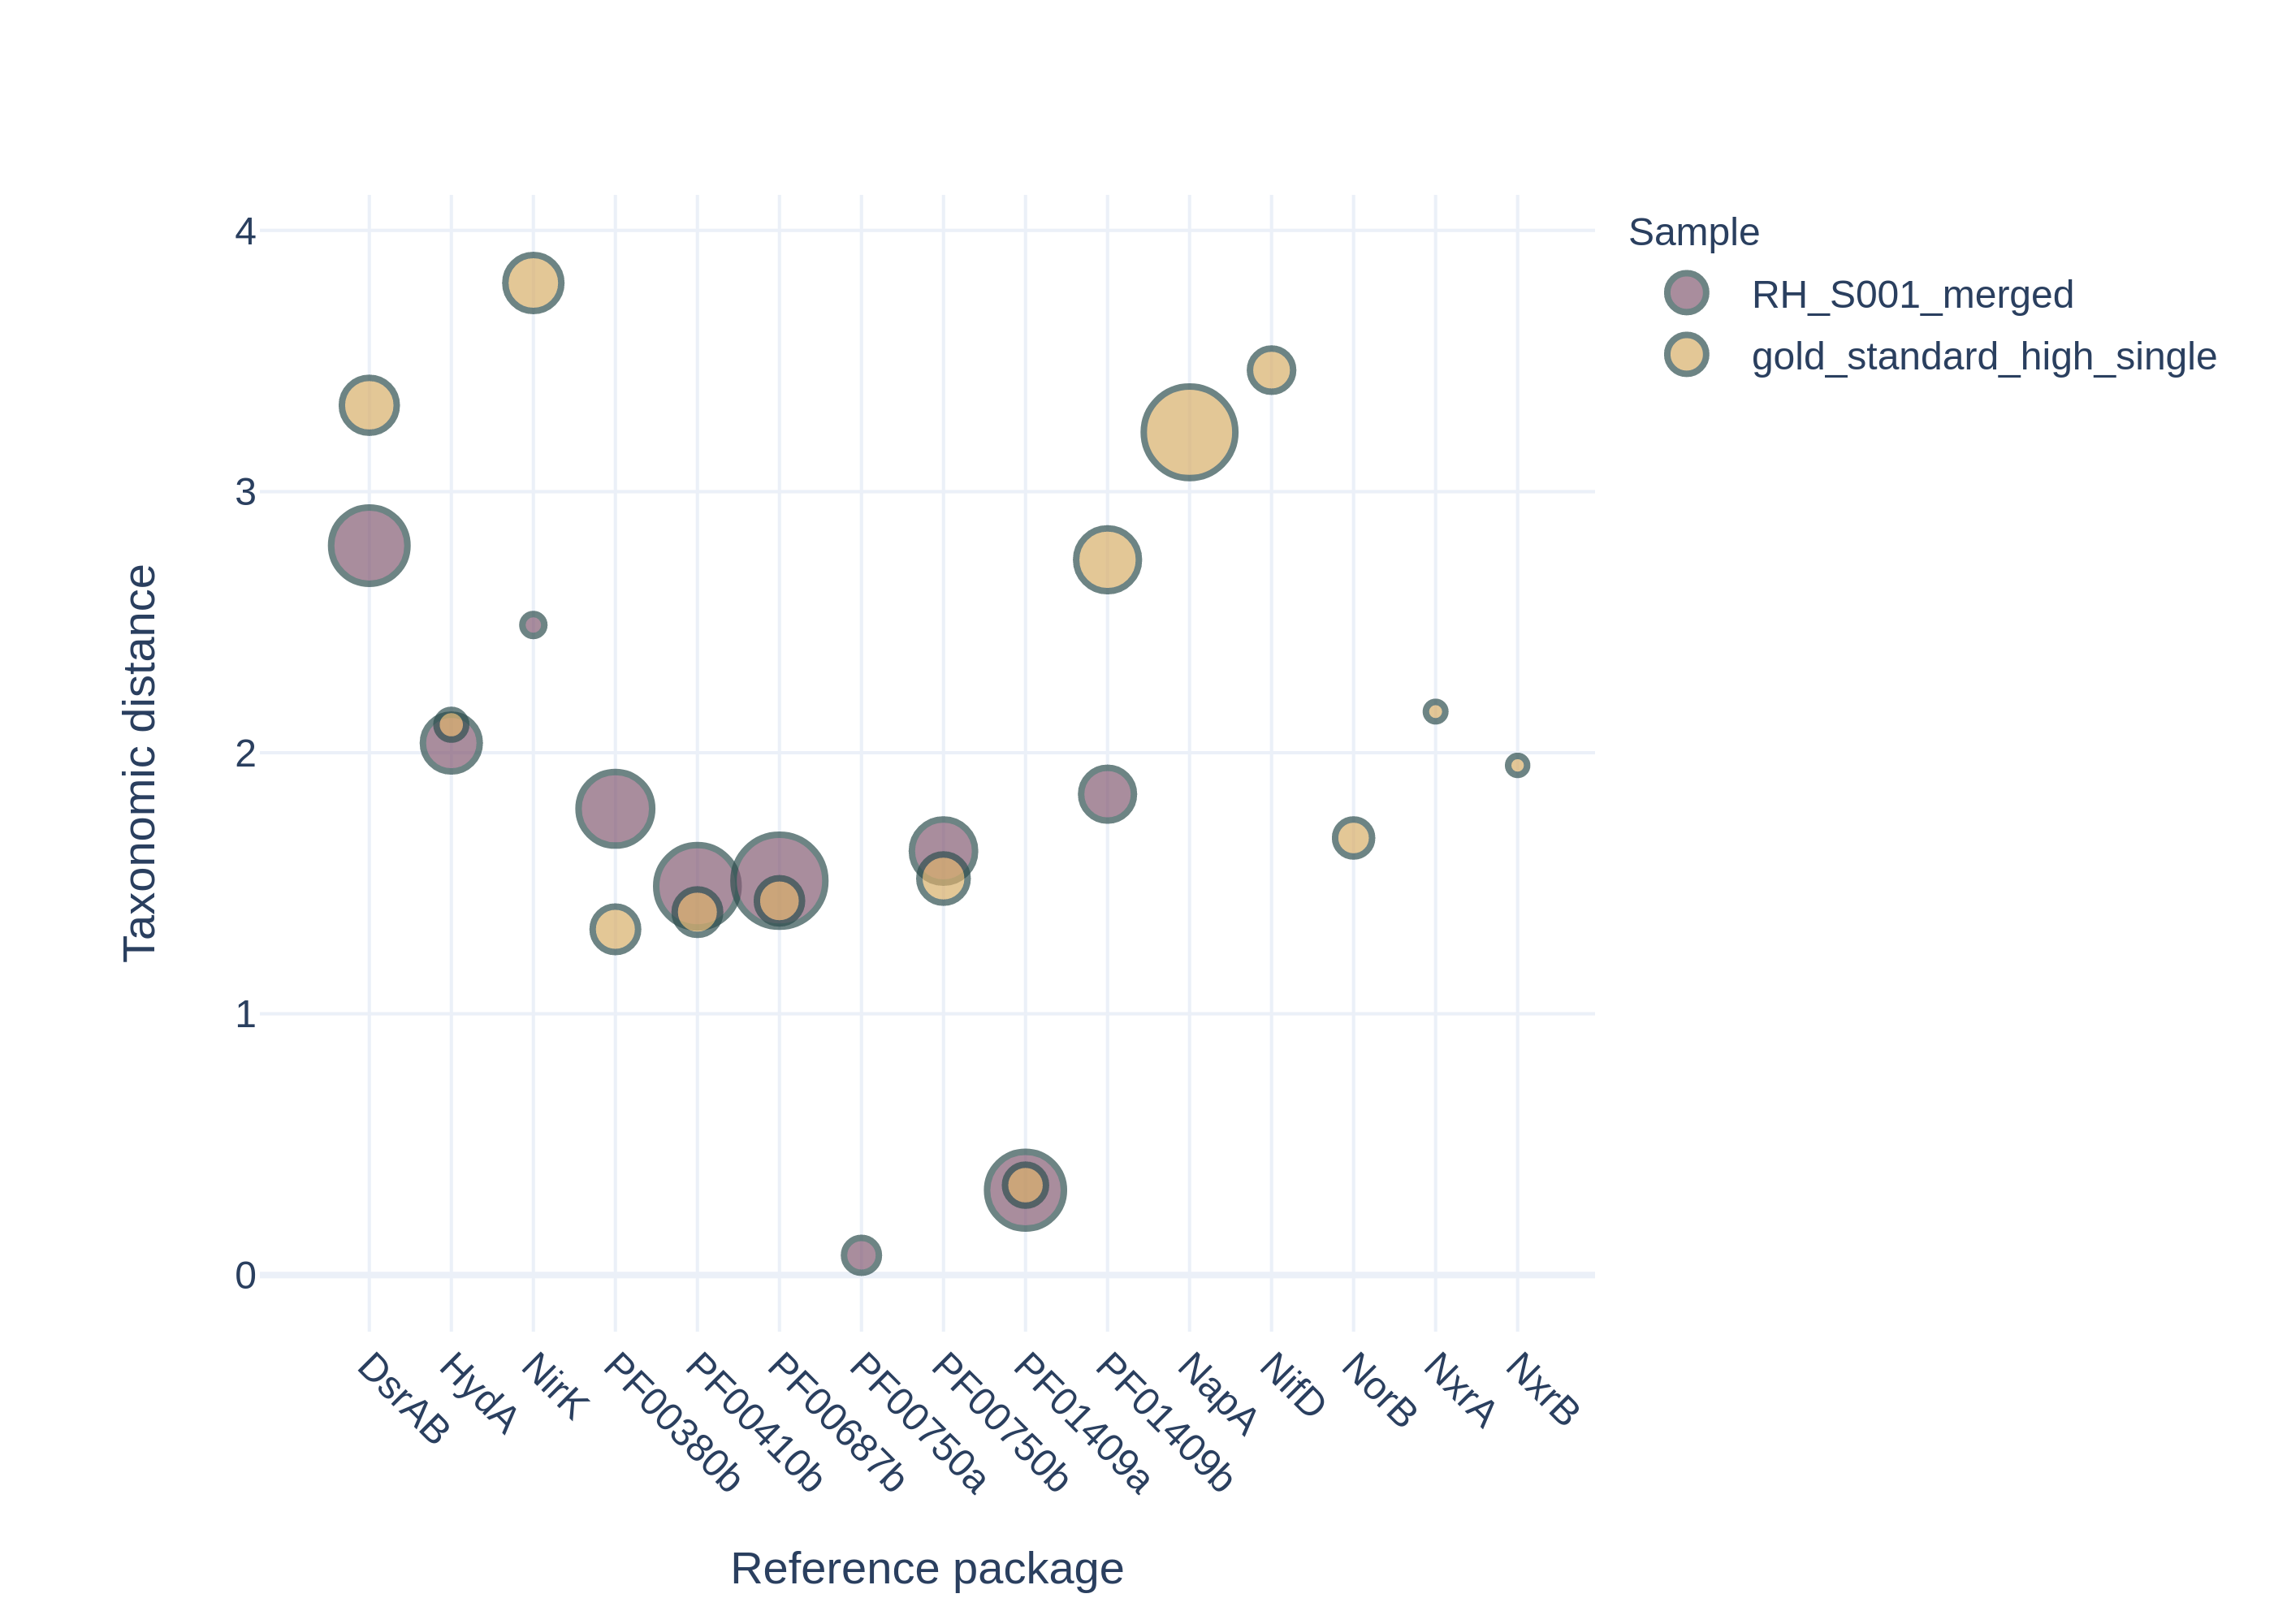 Sample
RH_S001_merged
gold_standard_high_single
Taxonomic distance
4
3
2
1
0
DsrAB
HydA
NirK
PF00380b
PF00410b
PF00687b
PF00750a
PF00750b
PF01409a
PF01409b
NapA
NifD
NorB
NxrA
NxrB
Reference package